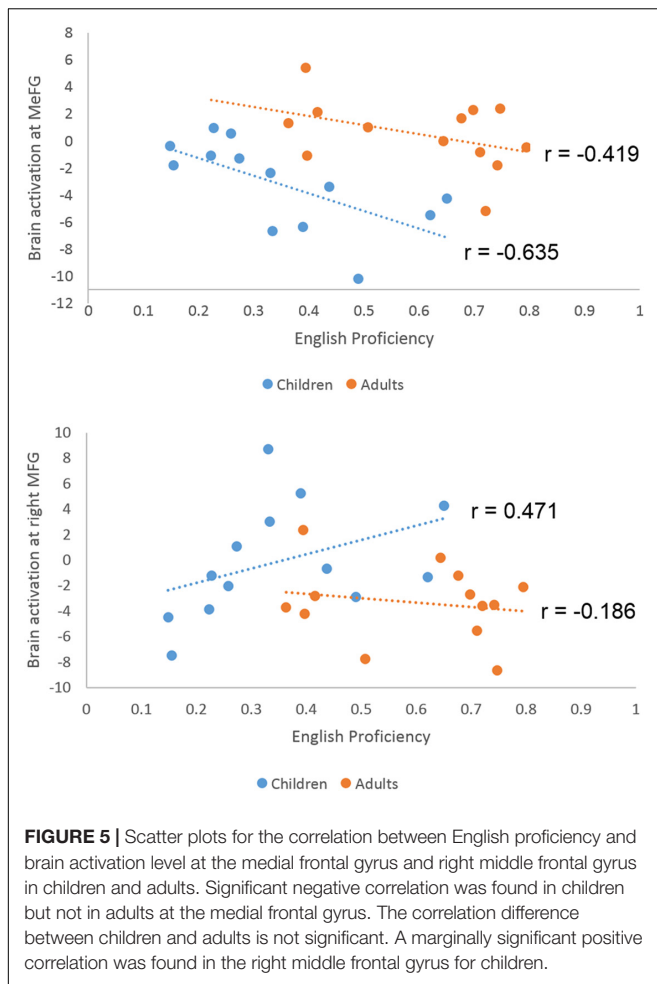 8
6
4
2
0
-2
-4
-6
-8
-10
-12
Brain activation at MeFG
r = -0.419
r = -0.635
0 0.1 0.2 0.3 0.4 0.5 0.6 0.7 0.8 0.9 1
English Proficiency
Children Adults
10
8
6
4
2
0
-2
-4
-6
-8
-10
Brain activation at right MFG
r = 0.471
r = -0.186
0 0.1 0.2 0.3 0.4 0.5 0.6 0.7 0.8 0.9 1
English Proficiency
Children Adults
FIGURE 5 | Scatter plots for the correlation between English proficiency and
brain activation level at the medial frontal gyrus and right middle frontal gyrus
in children and adults. Significant negative correlation was found in children
but not in adults at the medial frontal gyrus. The correlation difference
between children and adults is not significant. A marginally significant positive
correlation was found in the right middle frontal gyrus for children.